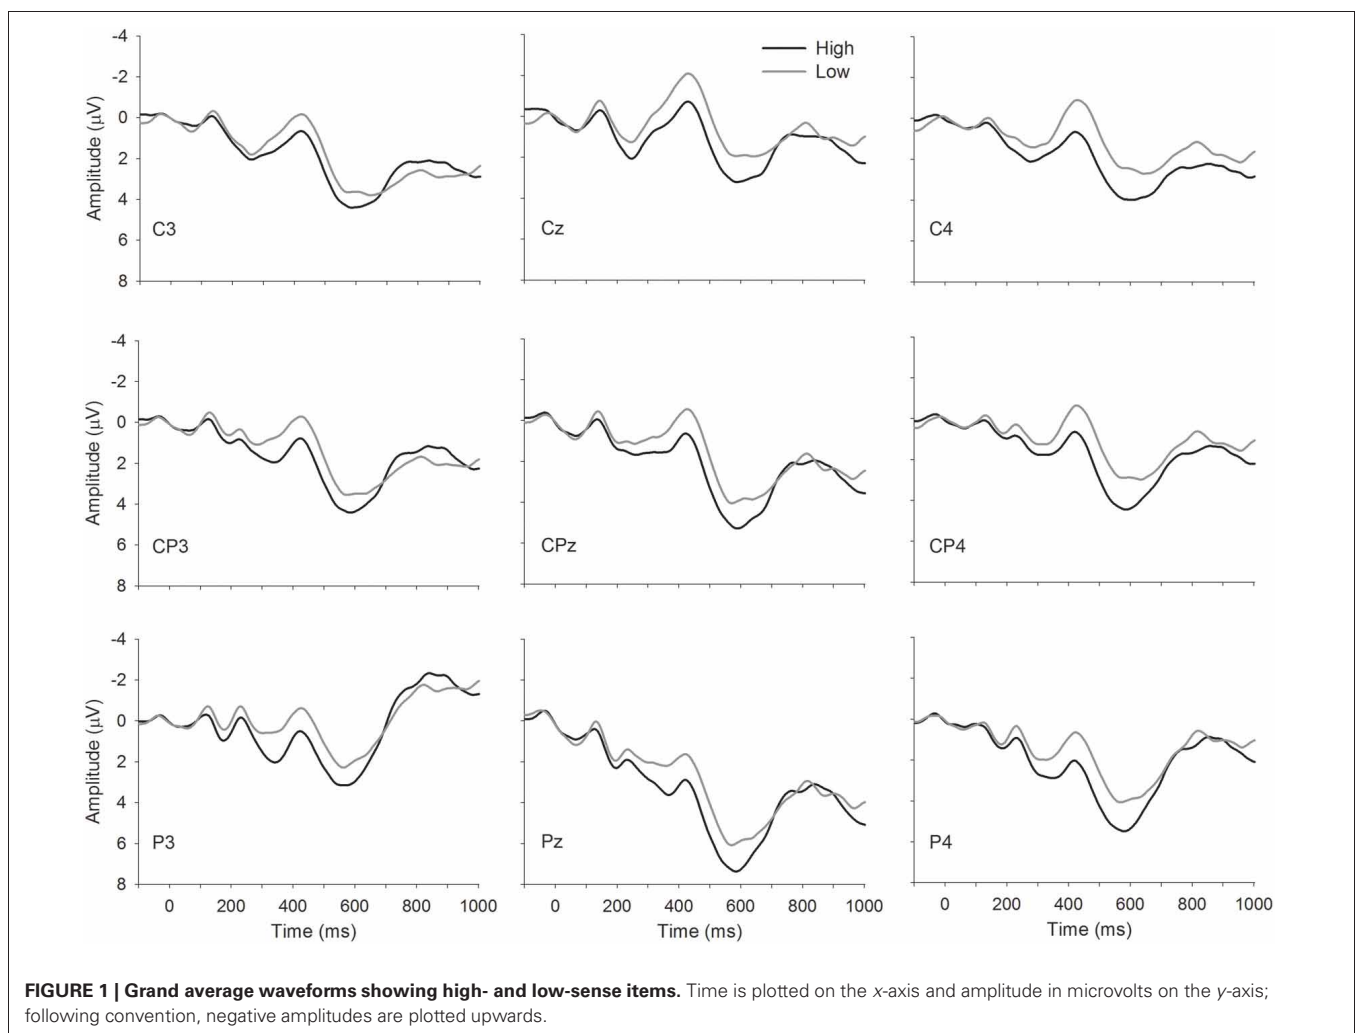 -4
-2
0
2
4
6
8
Amplitude (μV)
C3
High
Low
Cz
C4
-4
-2
0
2
4
6
8
Amplitude (μV)
CP3
CPz
CP4
-4
-2
0
2
4
6
8
Amplitude (μV)
P3
Pz
P4
0 200 400 600 800 1000
Time (ms)
0 200 400 600 800 1000
Time (ms)
0 200 400 600 800 1000
Time (ms)
FIGURE 1 | Grand average waveforms showing high- and low-sense items. Time is plotted on the x-axis and amplitude in microvolts on the y-axis;
following convention, negative amplitudes are plotted upwards.